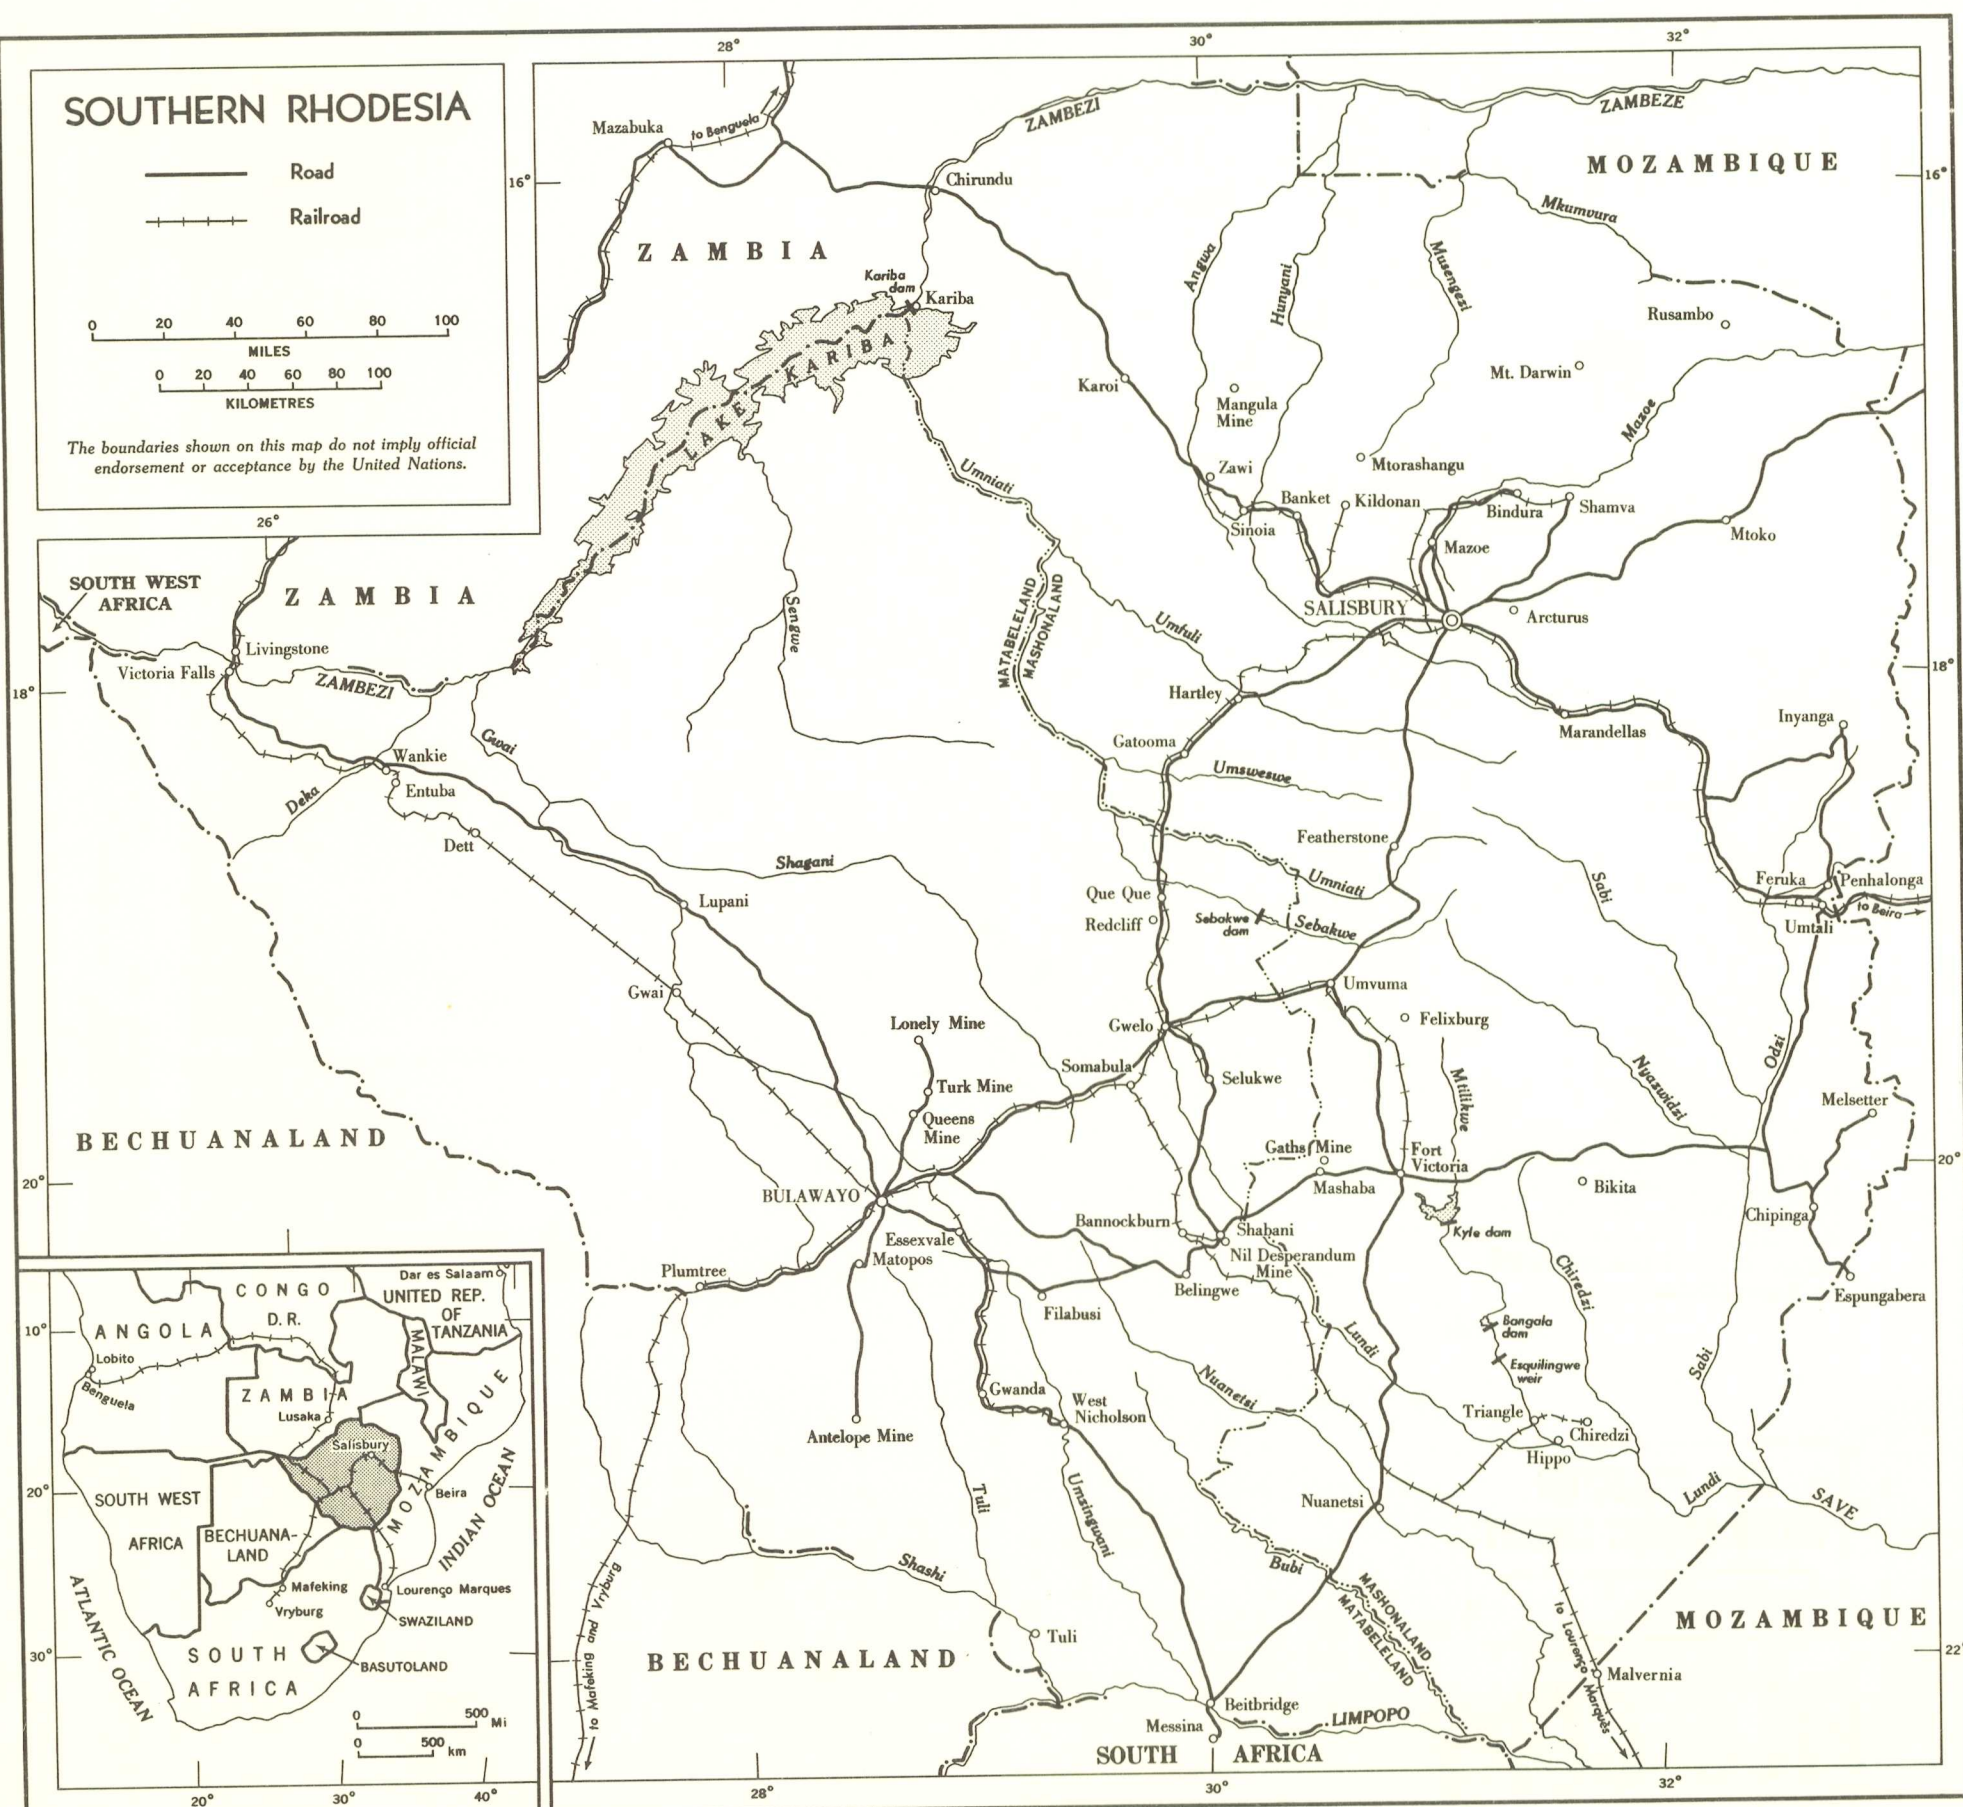 SOUTHERN RHODESIA
Road
Railroad
0 20 40 60 80 100
MILES
0 20 40 60 80 100
KILOMETRES
The boundaries shown on this map do not imply official
endorsement or acceptance by the United Nations.
28°
30°
32°
16°
16°
26°
18°
18°
20°
20°
22°
28°
30°
32°
Mazabuka
to Benguela
ZAMBEZI
ZAMBEZE
MOZAMBIQUE
Chirundu
ZAMBIA
Mkumvura
Angwa
Hunyani
Musengezi
Kariba
dam
Kariba
LAKE KARIBA
Rusambo
Karoi
Mt. Darwin
Mangula
Mine
Mazoe
Umniati
Zawi
Mtorashangu
Banket
Kildonan
Bindura
Shamva
Sinoia
Mazoe
Mtoko
SOUTH WEST
AFRICA
ZAMBIA
MATABELELAND
MASHONALAND
SALISBURY
Arcturus
Sengwe
Umfuli
Livingstone
Victoria Falls
ZAMBEZI
Hartley
Inyanga
Marandellas
Gwai
Gatooma
Umsweswe
Wankie
Entuba
Deka
Dett
Featherstone
Shagani
Umniati
Sabi
Feruka
Penhalonga
to Beira
Umtali
Lupani
Que Que
Redcliff
Sebakwe
dam
Sebakwe
Gwai
Umvuma
Lonely Mine
Gwelo
Felixburg
Odzi
Somabula
Selukwe
Turk Mine
Mtilikwe
Nyazwidzi
Melsetter
Queens
Mine
BECHUANALAND
Gaths Mine
Fort
Victoria
Mashaba
Bikita
BULAWAYO
Bannockburn
Shabani
Kyle dam
Chipinga
Essexvale
Matopos
Nil Desperandum
Mine
Plumtree
Belingwe
Chiredzi
Espungabera
Filabusi
Lundi
Bangala
dam
Esquilingwe
weir
Sabi
Nuanetsi
Gwanda
West
Nicholson
Triangle
Chiredzi
Hippo
Antelope Mine
Tuli
Umzingwani
Nuanetsi
Lundi
SAVE
Shashi
Bubi
MASHONALAND
MATABELELAND
to Mafeking and Vryburg
to Lourenço Marquès
MOZAMBIQUE
Tuli
BECHUANALAND
Malvernia
Beitbridge
Messina
LIMPOPO
SOUTH AFRICA
Dar es Salaam
CONGO
D.R.
UNITED REP.
OF
TANZANIA
ANGOLA
10°
MALAWI
Lobito
Benguela
ZAMBIA
Lusaka
Salisbury
MOZAMBIQUE
20°
SOUTH WEST
AFRICA
Beira
INDIAN OCEAN
BECHUANA-
LAND
Mafeking
Vryburg
Lourenço Marques
SWAZILAND
ATLANTIC OCEAN
SOUTH
AFRICA
BASUTOLAND
30°
0 500 Mi
0 500 km
20°
30°
40°